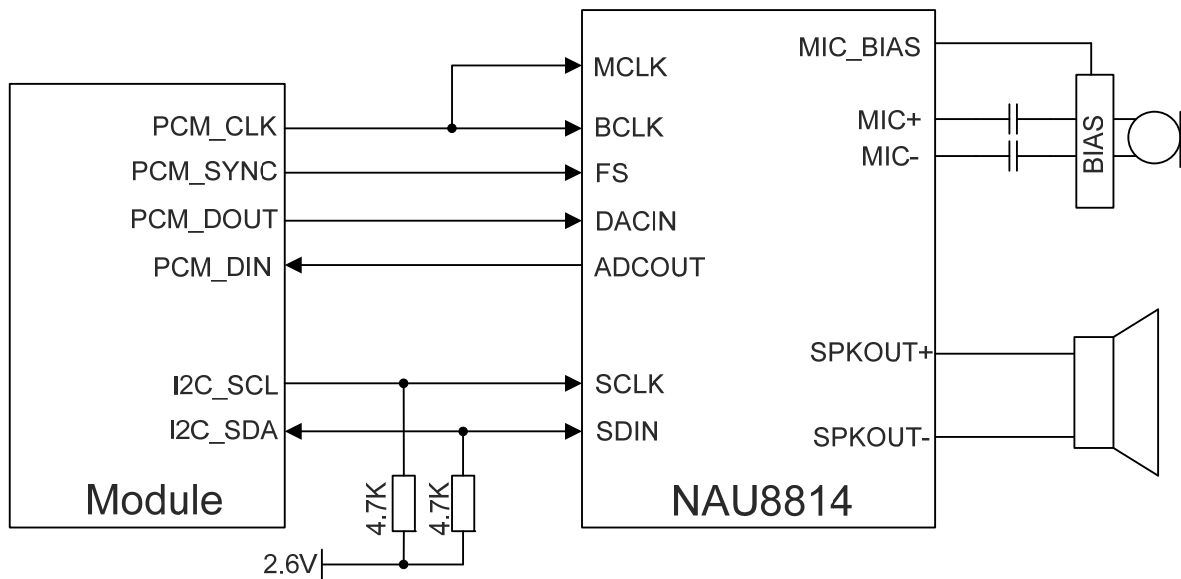 PCM_CLK
PCM_SYNC
PCM_DOUT
PCM_DIN
I2C_SCL
I2C_SDA
Module
MCLK
BCLK
FS
DACIN
ADCOUT
SCLK
SDIN
NAU8814
MIC_BIAS
MIC+
MIC-
SPKOUT+
SPKOUT-
BIAS
4.7K
4.7K
2.6V